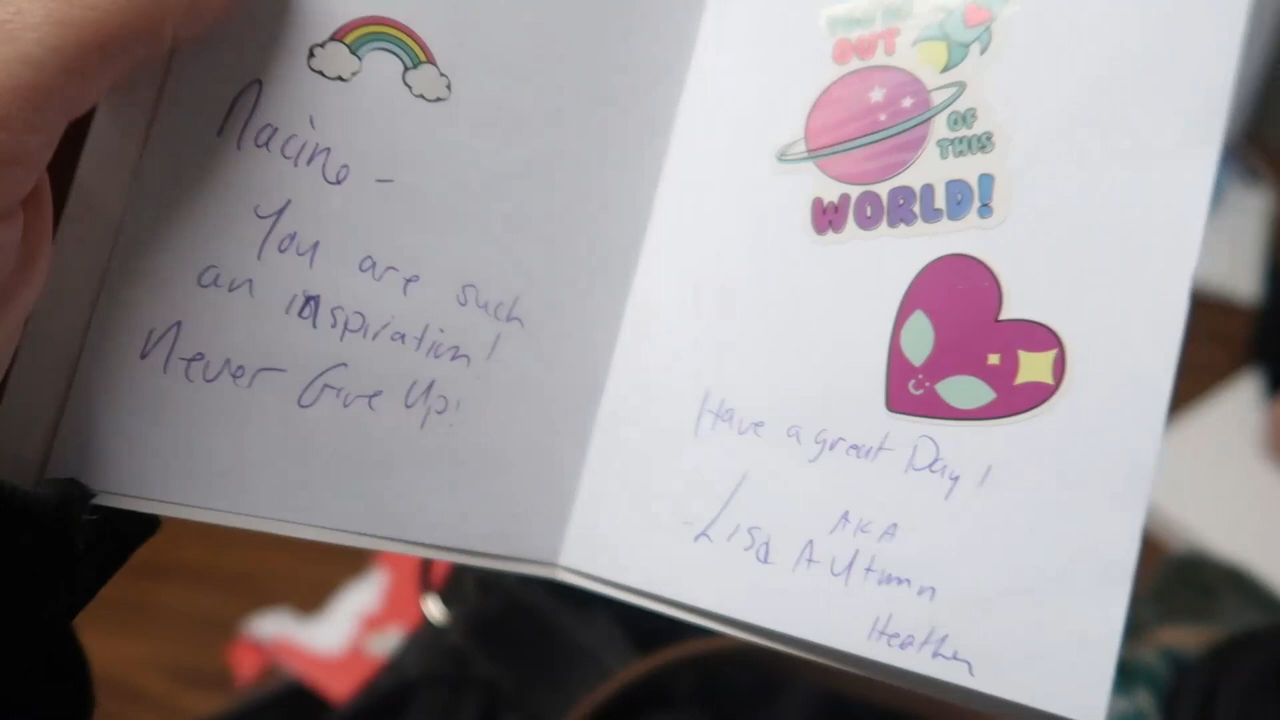 Nacine -
You are such
an inspiration!
Never Give Up!
OUT
OF
THIS
WORLD!
Have a great Day!
AKA
-Lisa Autumn
Heather